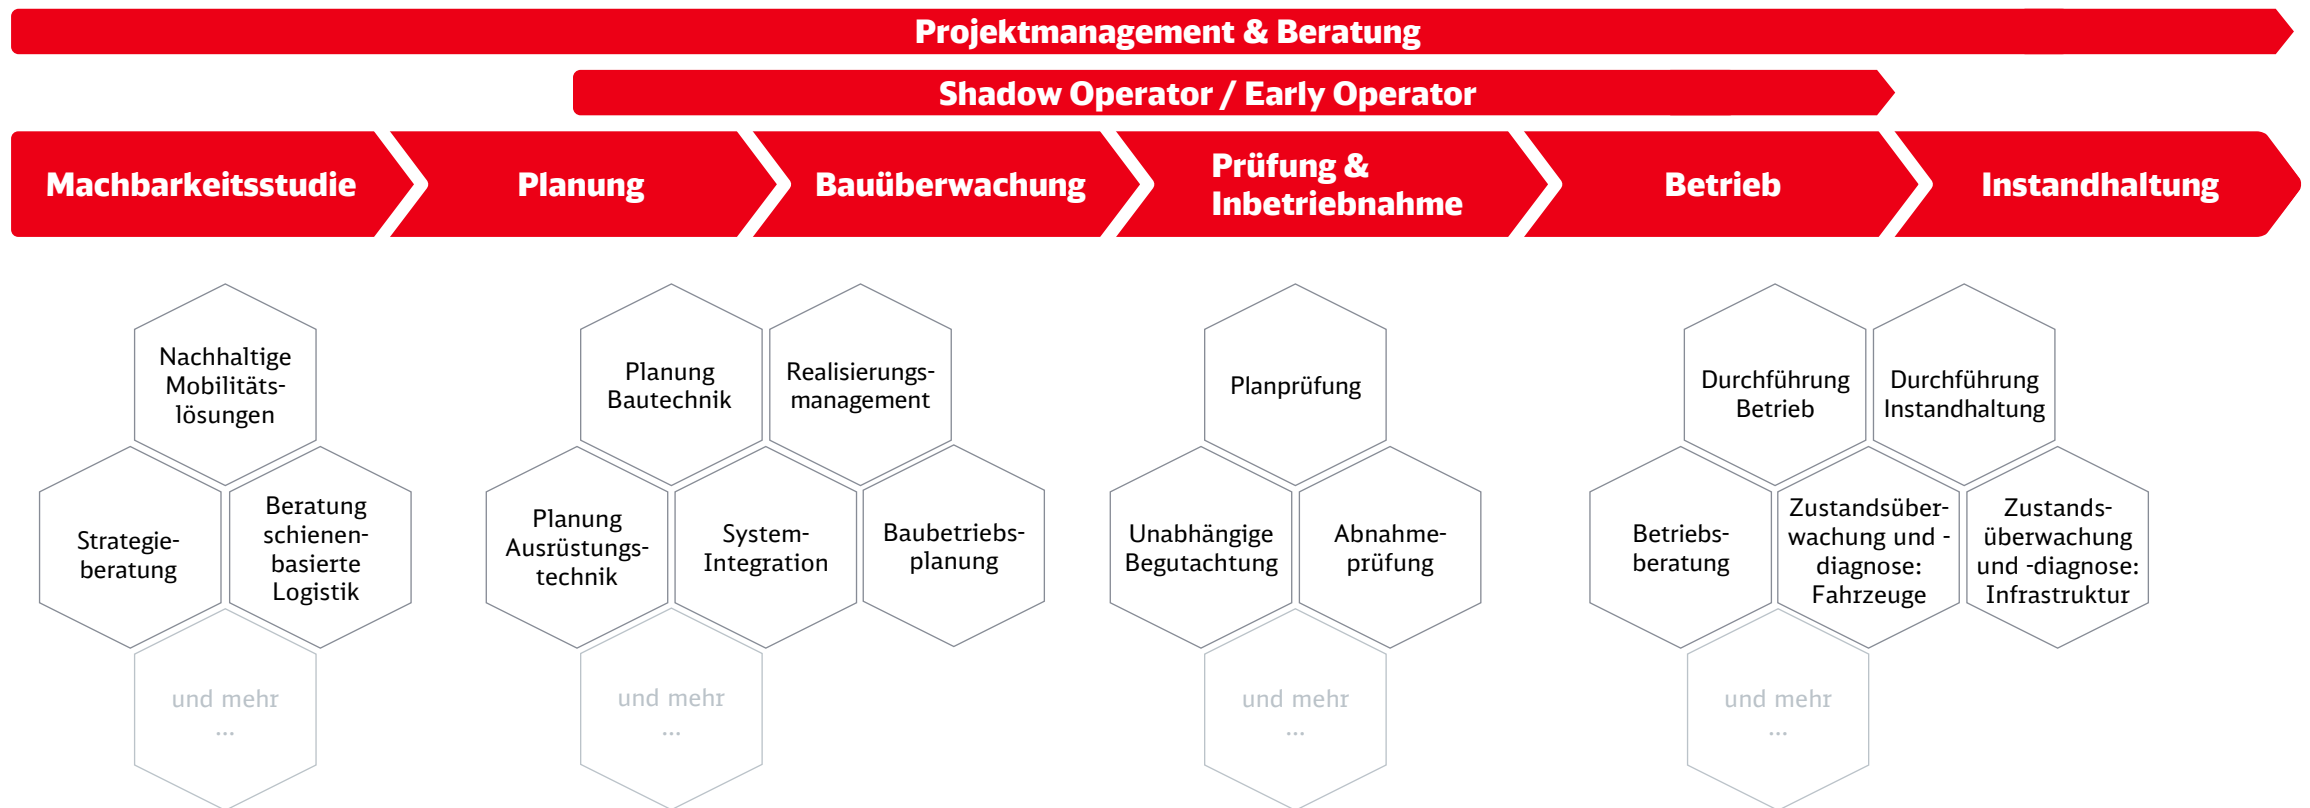 Projektmanagement & Beratung
Shadow Operator / Early Operator
Machbarkeitsstudie
Planung
Bauüberwachung
Prüfung &
Inbetriebnahme
Betrieb
Instandhaltung
Nachhaltige
Mobilitäts-
lösungen
Strategie-
beratung
Beratung
schienen-
basierte
Logistik
und mehr
...
Planung
Bautechnik
Realisierungs-
management
Planung
Ausrüstungs-
technik
System-
Integration
Baubetriebs-
planung
und mehr
...
Planprüfung
Unabhängige
Begutachtung
Abnahme-
prüfung
und mehr
...
Durchführung
Betrieb
Durchführung
Instandhaltung
Betriebs-
beratung
Zustandsüber-
wachung und -
diagnose:
Fahrzeuge
Zustands-
überwachung
und -diagnose:
Infrastruktur
und mehr
...